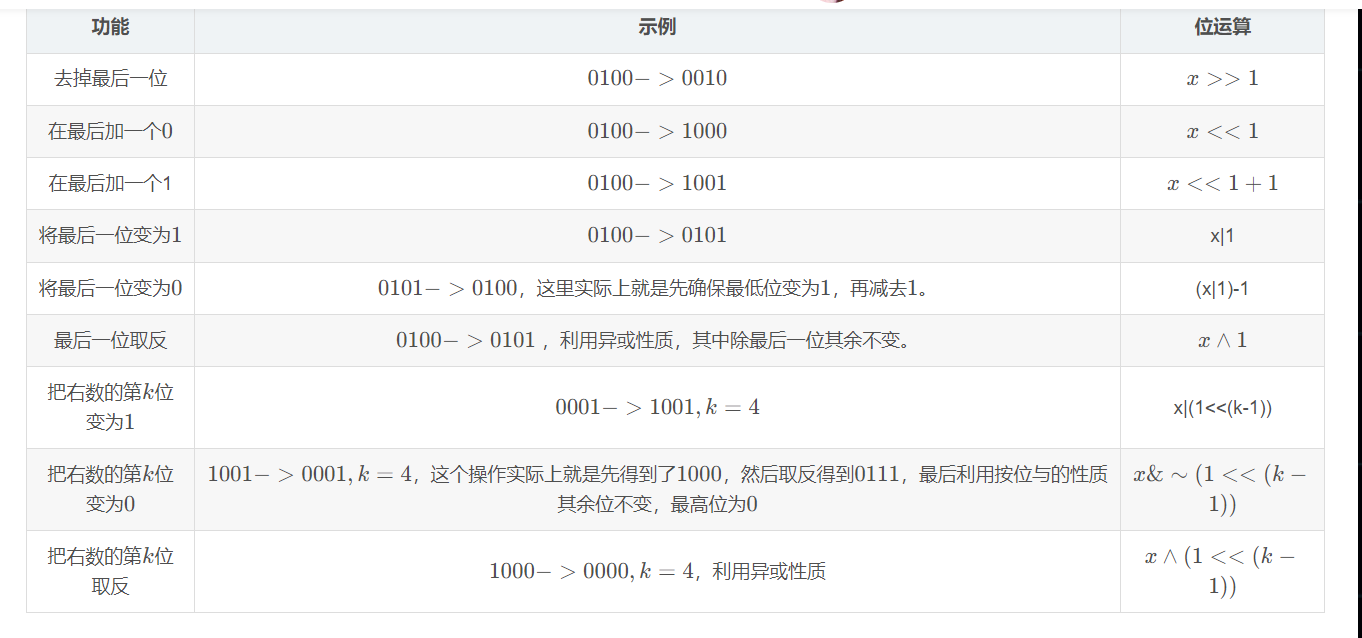 功能 示例 位运算
去掉最后一位 0100− > 0010 x >> 1
在最后加一个0 0100− > 1000 x << 1
在最后加一个1 0100− > 1001 x << 1 + 1
将最后一位变为1 0100− > 0101 x|1
将最后一位变为0 0101− > 0100，这里实际上就是先确保最低位变为1，再减去1。 (x|1)-1
最后一位取反 0100− > 0101 ，利用异或性质，其中除最后一位其余不变。 x ∧ 1
把右数的第k位
变为1
0001− > 1001, k = 4
x|(1<<(k-1))
把右数的第k位
变为0
1001− > 0001, k = 4，这个操作实际上就是先得到了1000，然后取反得到0111，最后利用按位与的性质
其余位不变，最高位为0
x& ∼ (1 << (k −
1))
把右数的第k位
取反
1000− > 0000, k = 4，利用异或性质
x ∧ (1 << (k −
1))